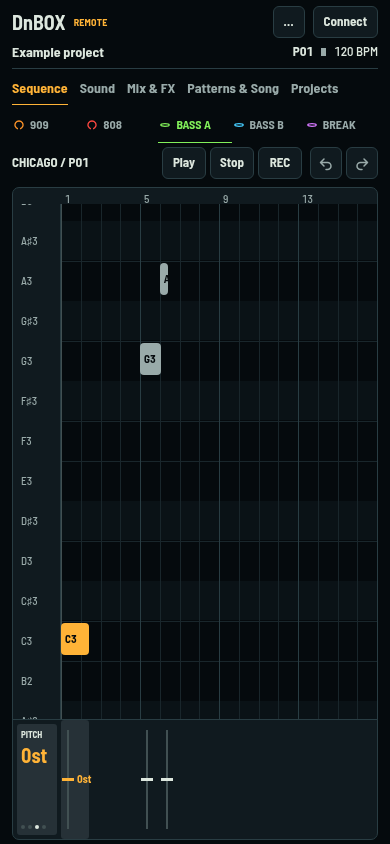 DnBOX REMOTE ... Connect
Example project P01 120 BPM
Sequence Sound Mix & FX Patterns & Song Projects
909 808 BASS A BASS B BREAK
CHICAGO / P01 Play Stop REC
1 5 9 13
A♯3
A3
G♯3
G3 G3
F♯3
F3
E3
D♯3
D3
C♯3
C3 C3
B2
PITCH
0st 0st